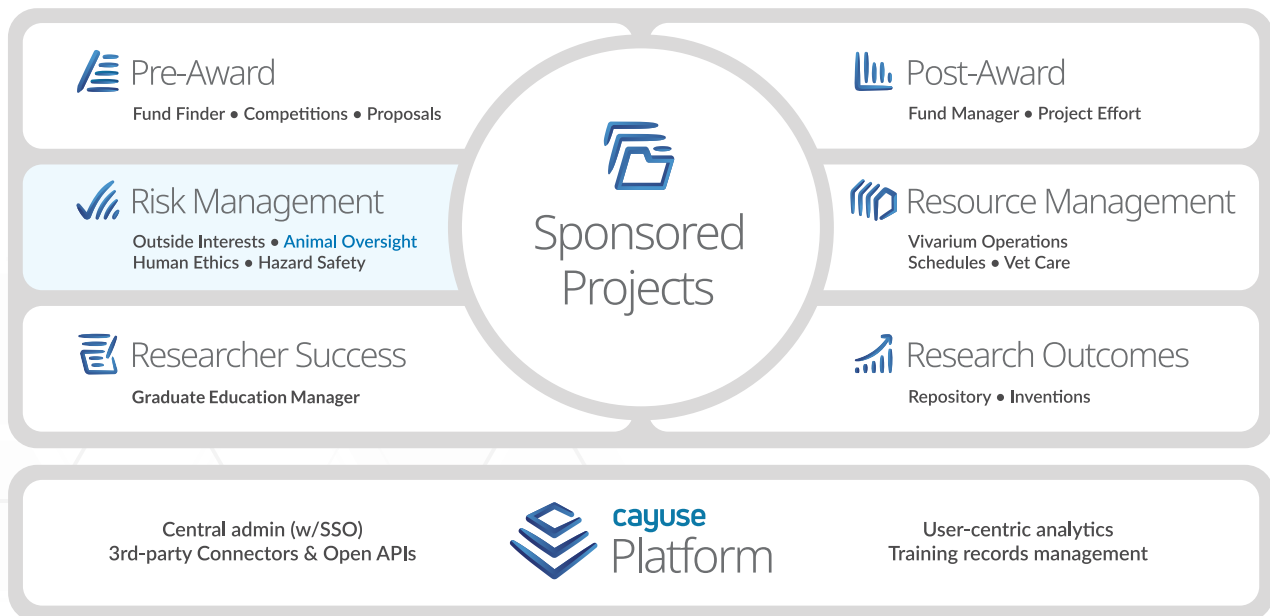 Pre-Award
Fund Finder • Competitions • Proposals
Risk Management
Outside Interests • Animal Oversight
Human Ethics • Hazard Safety
Researcher Success
Graduate Education Manager
Sponsored
Projects
Post-Award
Fund Manager • Project Effort
Resource Management
Vivarium Operations
Schedules • Vet Care
Research Outcomes
Repository • Inventions
Central admin (w/SSO)
3rd-party Connectors & Open APIs
cayuse
Platform
User-centric analytics
Training records management